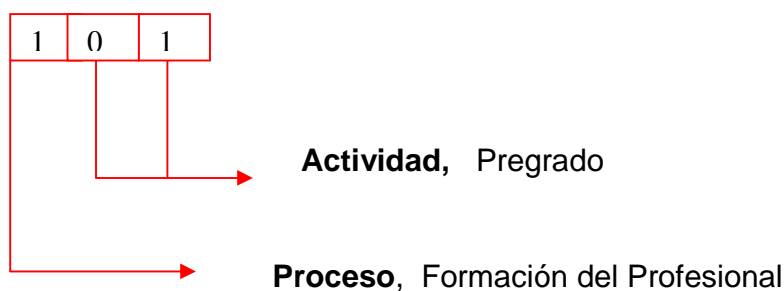 1 0 1
Actividad, Pregrado
Proceso, Formación del Profesional